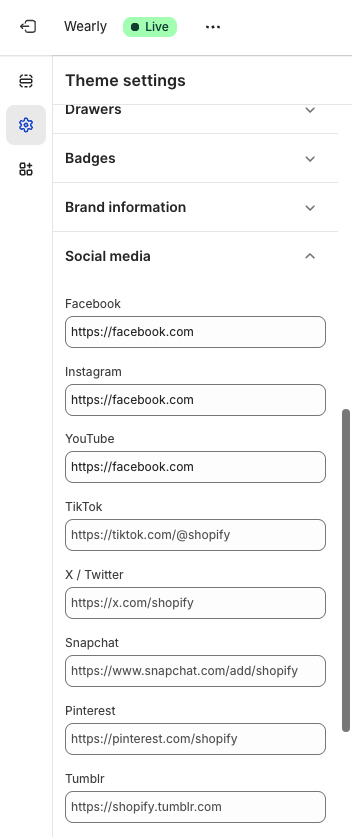 Wearly
Live
Theme settings
Drawers
Badges
Brand information
Social media
Facebook
https://facebook.com
Instagram
https://facebook.com
YouTube
https://facebook.com
TikTok
https://tiktok.com/@shopify
X / Twitter
https://x.com/shopify
Snapchat
https://www.snapchat.com/add/shopify
Pinterest
https://pinterest.com/shopify
Tumblr
https://shopify.tumblr.com